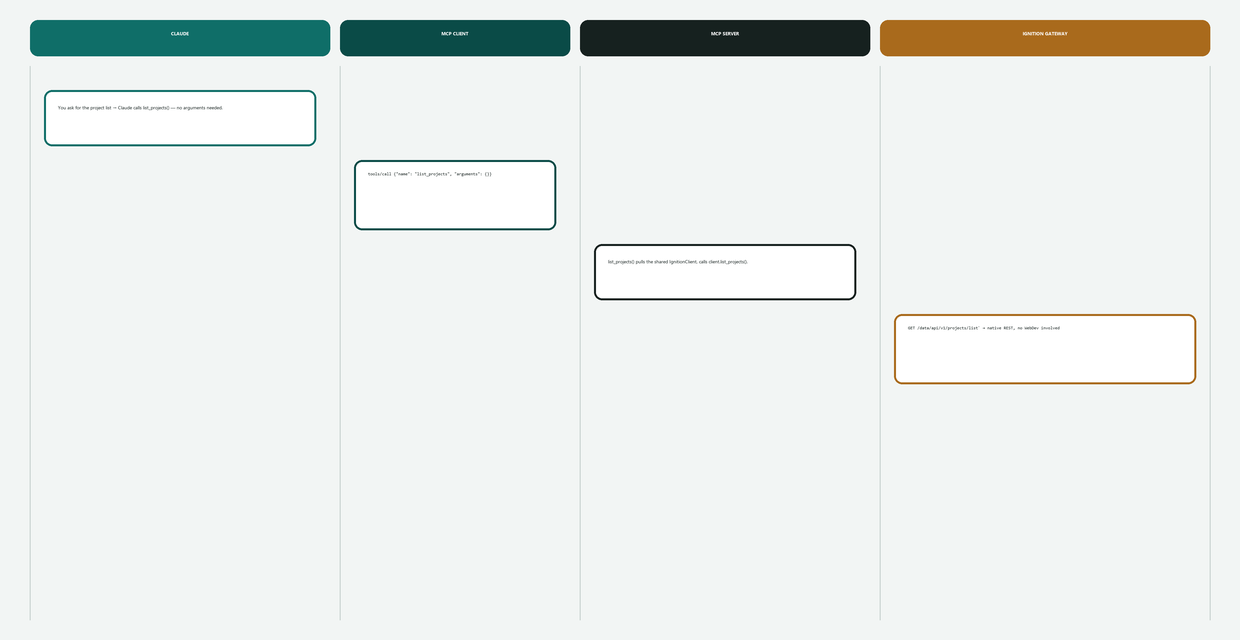 CLAUDE
MCP CLIENT
MCP SERVER
IGNITION GATEWAY
You ask for the project list → Claude calls list_projects() — no arguments needed.
tools/call {"name": "list_projects", "arguments": {}}
list_projects() pulls the shared IgnitionClient, calls client.list_projects().
GET /data/api/v1/projects/list` → native REST, no WebDev involved